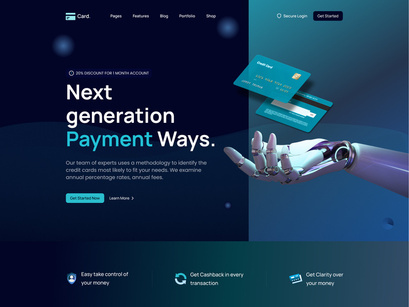 Card.
Pages
Features
Blog
Portfolio
Shop
Secure Login
Get Started
20% DISCOUNT FOR 1 MONTH ACCOUNT
Next
generation
Payment Ways.
Our team of experts uses a methodology to identify the
credit cards most likely to fit your needs. We examine
annual percentage rates, annual fees.
Get Started Now
Learn More
Credit Card
Easy take control of
your money
Get Cashback in every
transaction
Get Clarity over
your money